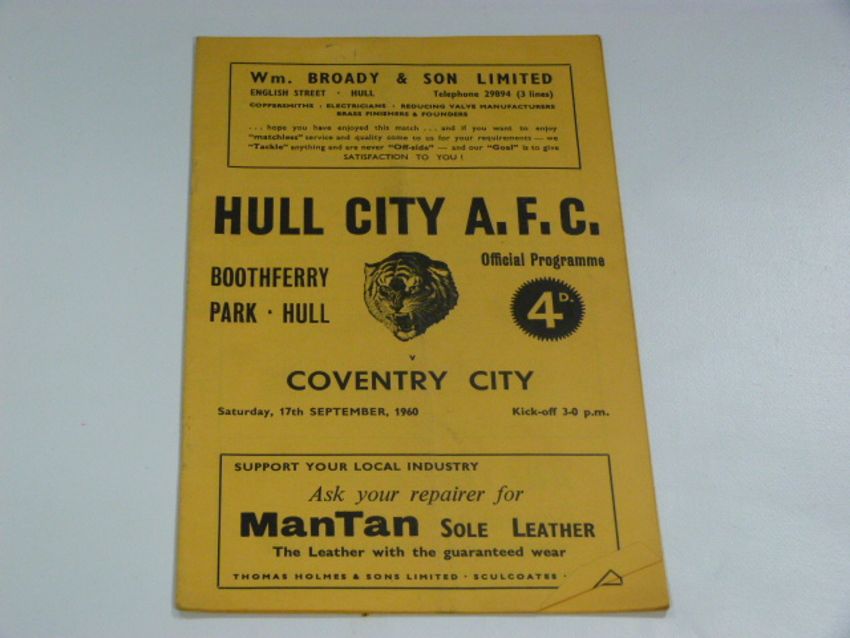 Wm. BROADY & SON LIMITED
ENGLISH STREET · HULL Telephone 29894 (3 lines)
COPPERSMITHS · ELECTRICIANS · REDUCING VALVE MANUFACTURERS
BRASS FINISHERS & FOUNDERS
. . . hope you have enjoyed this match . . . and if you want to enjoy
"matchless" service and quality come to us for your requirements — we
"Tackle" anything and are never "Off-side" — and our "Goal" is to give
SATISFACTION TO YOU !
HULL CITY A.F.C.
Official Programme
BOOTHFERRY
PARK · HULL
4D.
v
COVENTRY CITY
Saturday, 17th SEPTEMBER, 1960 Kick-off 3-0 p.m.
SUPPORT YOUR LOCAL INDUSTRY
Ask your repairer for
ManTan SOLE LEATHER
The Leather with the guaranteed wear
THOMAS HOLMES & SONS LIMITED · SCULCOATES ·